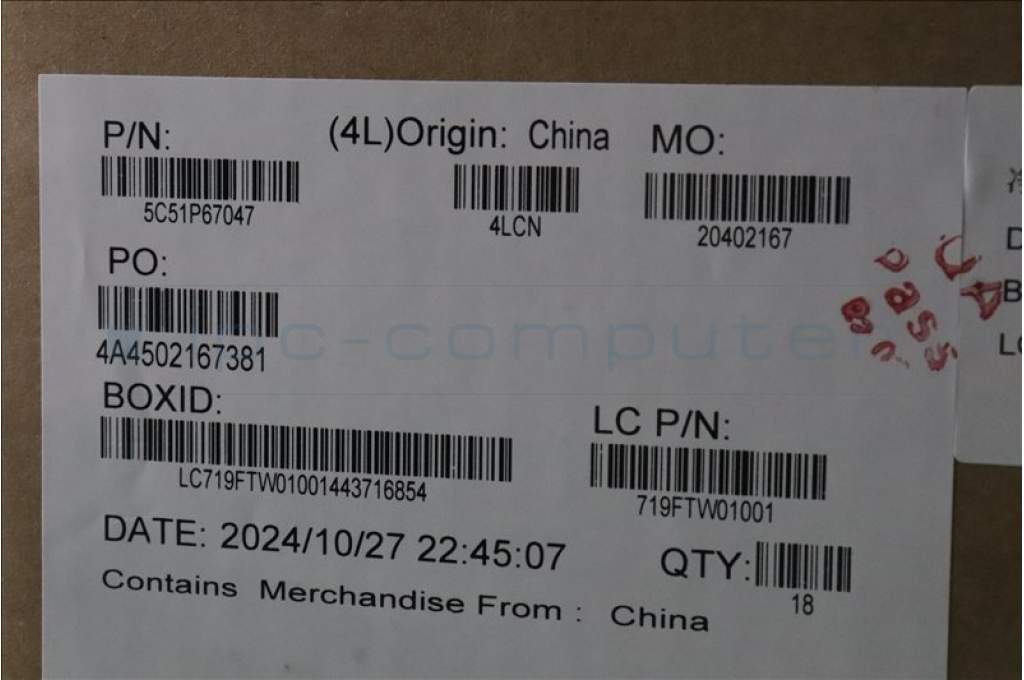 P/N: (4L)Origin: China MO:
5C51P67047 4LCN 20402167
PO:
4A4502167381
BOXID:
LC719FTW01001443716854
LC P/N:
719FTW01001
DATE: 2024/10/27 22:45:07
QTY:
18
Contains Merchandise From : China